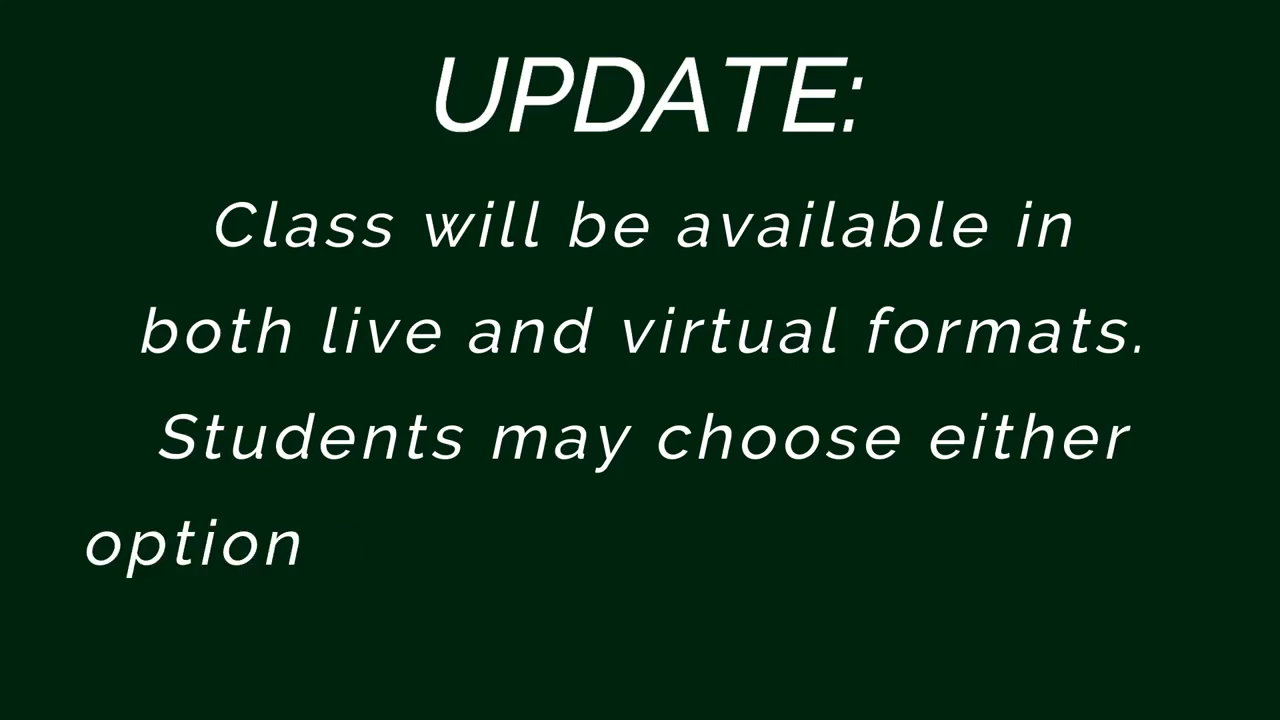 UPDATE:
Class will be available in
both live and virtual formats.
Students may choose either
option